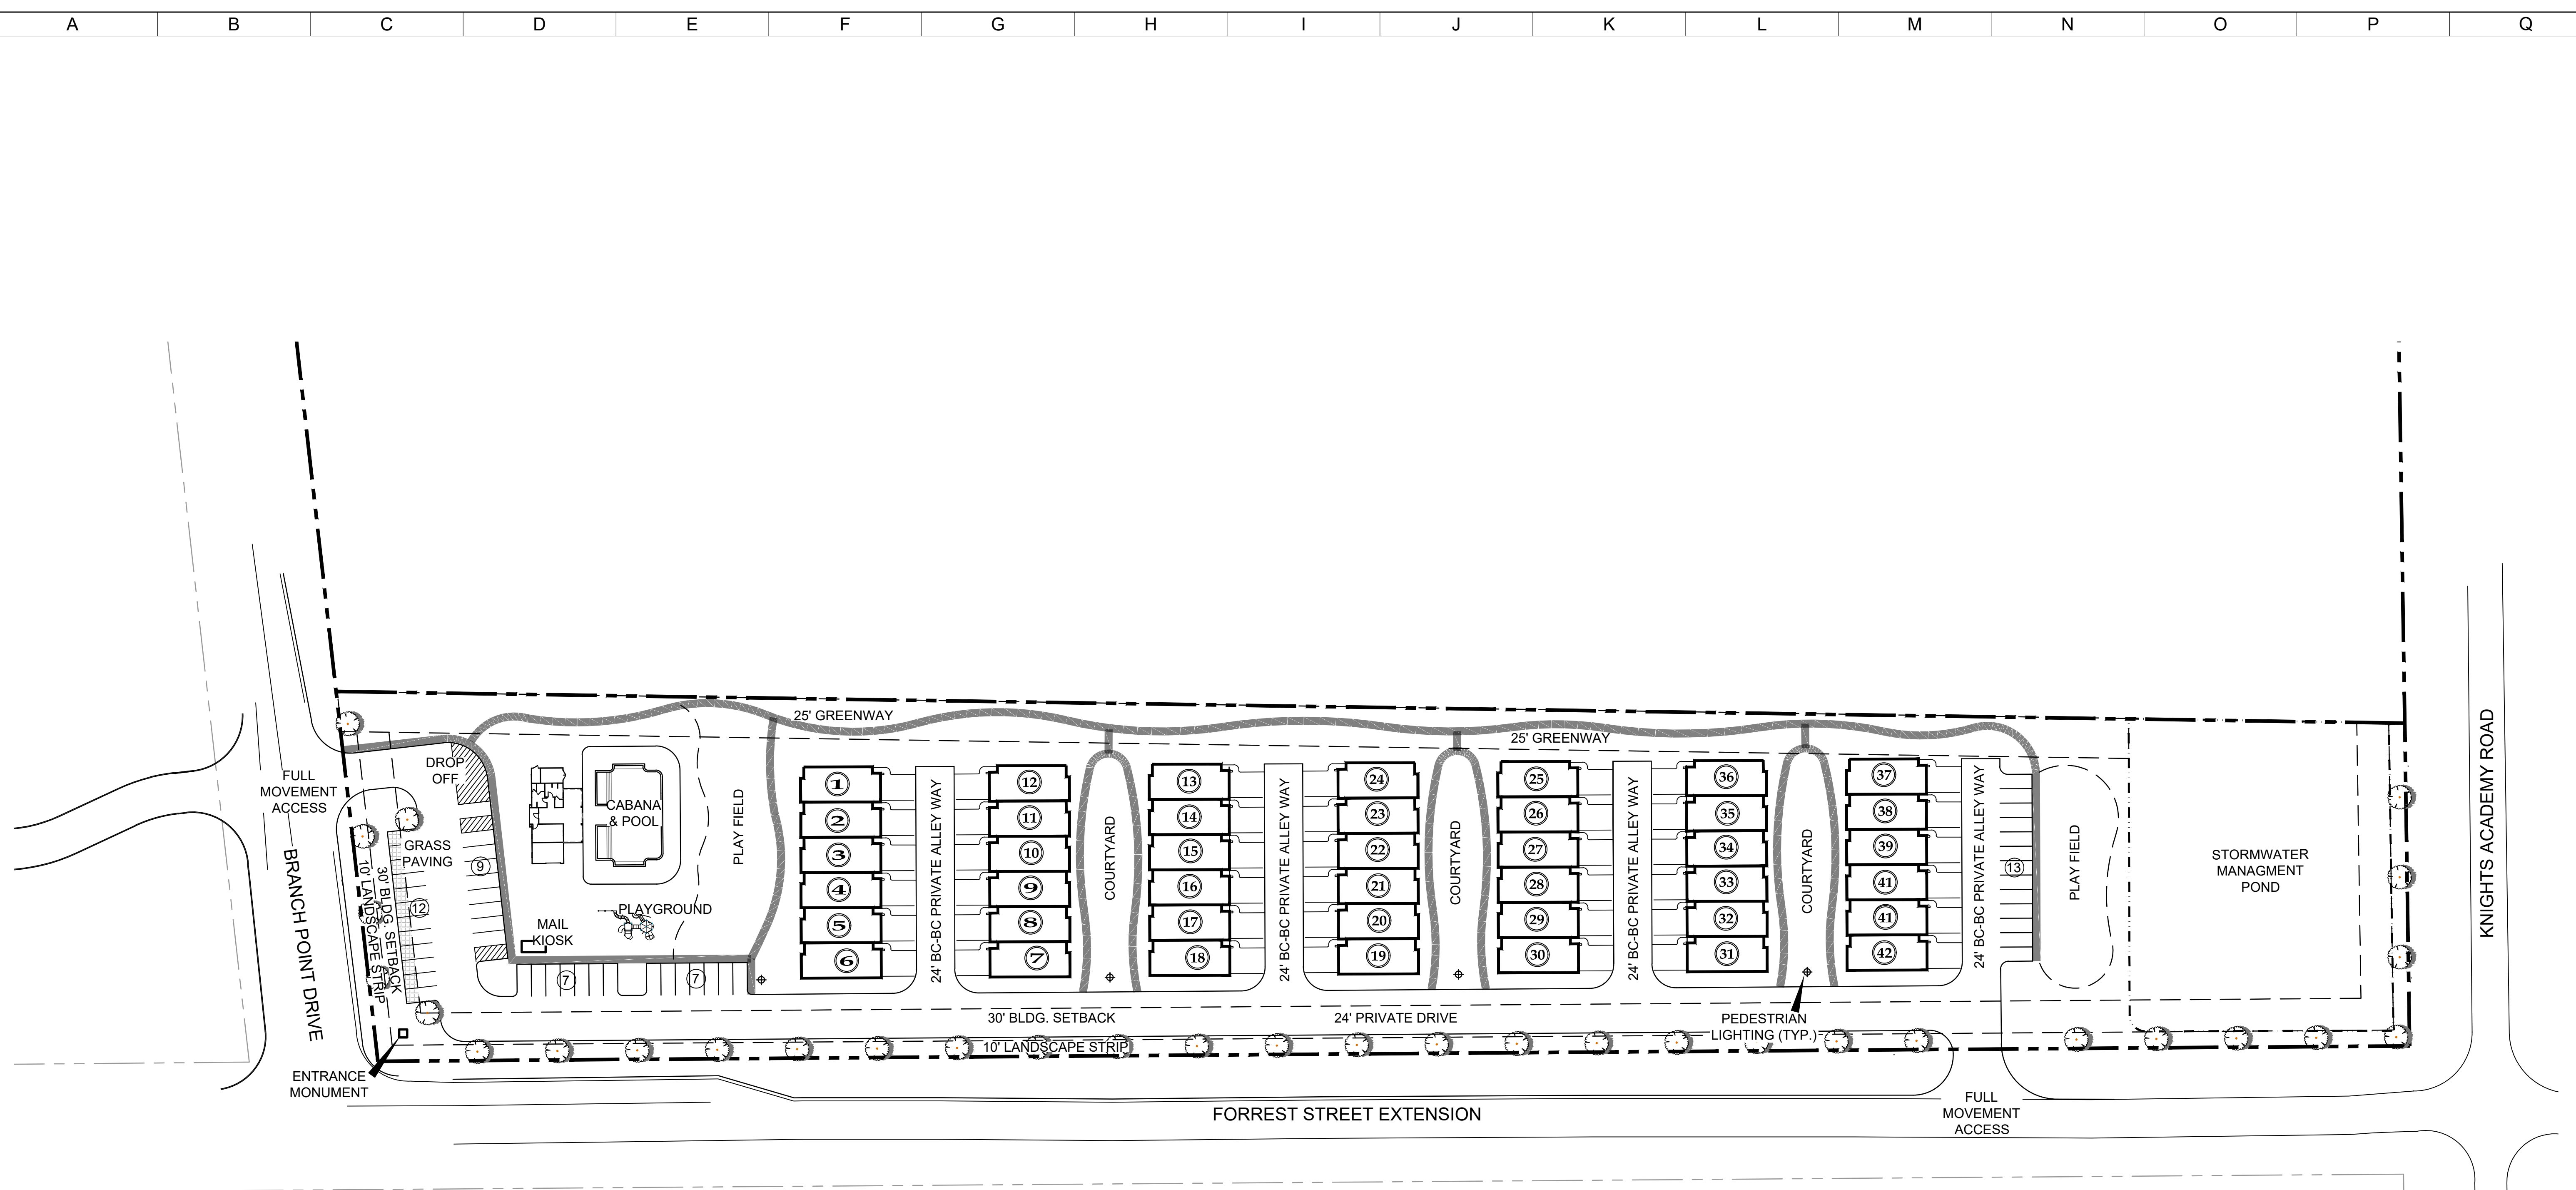 A B C D E F G H I J K L M N O P Q
25' GREENWAY
25' GREENWAY
DROP
OFF
FULL
MOVEMENT
ACCESS
CABANA
& POOL
PLAY FIELD
GRASS
PAVING
9
12
MAIL
KIOSK
PLAYGROUND
7
7
BRANCH POINT DRIVE
30' BLDG. SETBACK
10' LANDSCAPE STRIP
ENTRANCE
MONUMENT
1
2
3
4
5
6
24' BC-BC PRIVATE ALLEY WAY
12
11
10
9
8
7
COURTYARD
13
14
15
16
17
18
24' BC-BC PRIVATE ALLEY WAY
24
23
22
21
20
19
COURTYARD
25
26
27
28
29
30
24' BC-BC PRIVATE ALLEY WAY
36
35
34
33
32
31
COURTYARD
37
38
39
41
41
42
24' BC-BC PRIVATE ALLEY WAY
13
PLAY FIELD
STORMWATER
MANAGMENT
POND
KNIGHTS ACADEMY ROAD
30' BLDG. SETBACK
24' PRIVATE DRIVE
PEDESTRIAN
LIGHTING (TYP.)
10' LANDSCAPE STRIP
FORREST STREET EXTENSION
FULL
MOVEMENT
ACCESS